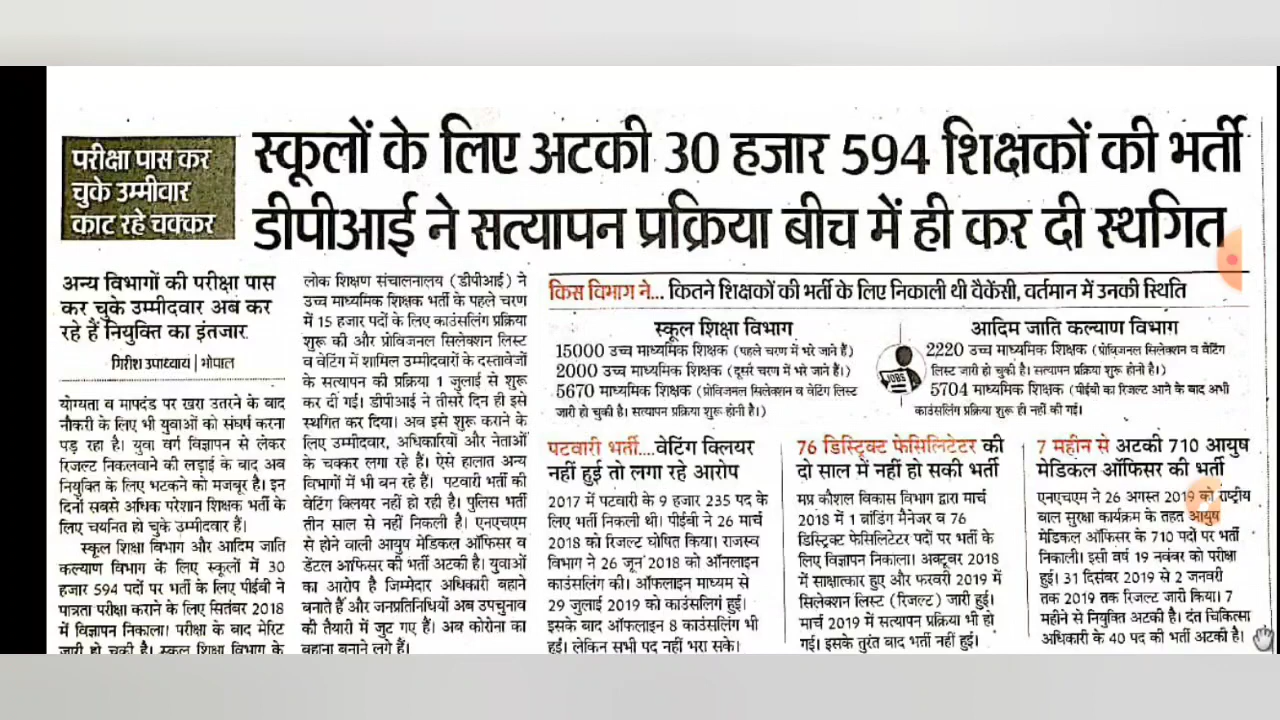 परीक्षा पास कर
चुके उम्मीवार
काट रहे चक्कर
स्कूलों के लिए अटकी 30 हजार 594 शिक्षकों की भर्ती
डीपीआई ने सत्यापन प्रक्रिया बीच में ही कर दी स्थगित
अन्य विभागों की परीक्षा पास
कर चुके उम्मीदवार अब कर
रहे हैं नियुक्ति का इंतजार
गिरीश उपाध्याय | भोपाल
योग्यता व मापदंड पर खरा उतरने के बाद
नौकरी के लिए भी युवाओं को संघर्ष करना
पड़ रहा है। युवा वर्ग विज्ञापन से लेकर
रिजल्ट निकलवाने की लड़ाई के बाद अब
नियुक्ति के लिए भटकने को मजबूर है। इन
दिनों सबसे अधिक परेशान शिक्षक भर्ती के
लिए चयनित हो चुके उम्मीदवार हैं।
स्कूल शिक्षा विभाग और आदिम जाति
कल्याण विभाग के लिए स्कूलों में 30
हजार 594 पदों पर भर्ती के लिए पीईबी ने
पात्रता परीक्षा कराने के लिए सितंबर 2018
में विज्ञापन निकाला। परीक्षा के बाद मेरिट
जारी हो चुकी है। स्कूल शिक्षा विभाग के
लोक शिक्षण संचालनालय (डीपीआई) ने
उच्च माध्यमिक शिक्षक भर्ती के पहले चरण
में 15 हजार पदों के लिए काउंसलिंग प्रक्रिया
शुरू की और प्रोविजनल सिलेक्शन लिस्ट
व वेटिंग में शामिल उम्मीदवारों के दस्तावेजों
के सत्यापन की प्रक्रिया 1 जुलाई से शुरू
कर दी गई। डीपीआई ने तीसरे दिन ही इसे
स्थगित कर दिया। अब इसे शुरू कराने के
लिए उम्मीदवार, अधिकारियों और नेताओं
के चक्कर लगा रहे हैं। ऐसे हालात अन्य
विभागों में भी बन रहे हैं। पटवारी भर्ती की
वेटिंग क्लियर नहीं हो रही है। पुलिस भर्ती
तीन साल से नहीं निकली है। एनएचएम
से होने वाली आयुष मेडिकल ऑफिसर व
डेंटल आफिसर की भर्ती अटकी है। युवाओं
का आरोप है जिम्मेदार अधिकारी बहाने
बनाते हैं और जनप्रतिनिधियों अब उपचुनाव
की तैयारी में जुट गए हैं। अब कोरोना का
बहाना बनाने लगे हैं।
किस विभाग ने... कितने शिक्षकों की भर्ती के लिए निकाली थी वैकेंसी, वर्तमान में उनकी स्थिति
स्कूल शिक्षा विभाग
15000 उच्च माध्यमिक शिक्षक (पहले चरण में भरे जाने हैं)
2000 उच्च माध्यमिक शिक्षक (दूसरे चरण में भरे जाने हैं।)
5670 माध्यमिक शिक्षक (प्रोविजनल सिलेक्शन व वेटिंग लिस्ट
जारी हो चुकी है। सत्यापन प्रक्रिया शुरू होनी है।)
JOBS
आदिम जाति कल्याण विभाग
2220 उच्च माध्यमिक शिक्षक (प्रोविजनल सिलेक्शन व वेटिंग
लिस्ट जारी हो चुकी है। सत्यापन प्रक्रिया शुरू होनी है।)
5704 माध्यमिक शिक्षक (पीईबी का रिजल्ट आने के बाद अभी
काउंसलिंग प्रक्रिया शुरू ही नहीं की गई।
पटवारी भर्ती....वेटिंग क्लियर
नहीं हुई तो लगा रहे आरोप
2017 में पटवारी के 9 हजार 235 पद के
लिए भर्ती निकली थी। पीईबी ने 26 मार्च
2018 को रिजल्ट घोषित किया। राजस्व
विभाग ने 26 जून 2018 को ऑनलाइन
काउंसलिंग की। ऑफलाइन माध्यम से
29 जुलाई 2019 को काउंसलिगं हुई।
इसके बाद ऑफलाइन 8 काउंसलिंग भी
हुई। लेकिन सभी पद नहीं भरा सके।
76 डिस्ट्रिक्ट फेसिलिटेटर की
दो साल में नहीं हो सकी भर्ती
मप्र कौशल विकास विभाग द्वारा मार्च
2018 में 1 ब्रांडिंग मैनेजर व 76
डिस्ट्रिक्ट फेसिलिटेटर पदों पर भर्ती के
लिए विज्ञापन निकाला। अक्टूबर 2018
में साक्षात्कार हुए और फरवरी 2019 में
सिलेक्शन लिस्ट (रिजल्ट) जारी हुई।
मार्च 2019 में सत्यापन प्रक्रिया भी हो
गई। इसके तुरंत बाद भर्ती नहीं हुई।
7 महीन से अटकी 710 आयुष
मेडिकल ऑफिसर की भर्ती
एनएचएम ने 26 अगस्त 2019 को राष्ट्रीय
बाल सुरक्षा कार्यक्रम के तहत आयुष
मेडिकल ऑफिसर के 710 पदों पर भर्ती
निकाली। इसी वर्ष 19 नवंबर को परीक्षा
हुई। 31 दिसंबर 2019 से 2 जनवरी
तक 2019 तक रिजल्ट जारी किया। 7
महीने से नियुक्ति अटकी है। दंत चिकित्सा
अधिकारी के 40 पद की भर्ती अटकी है।